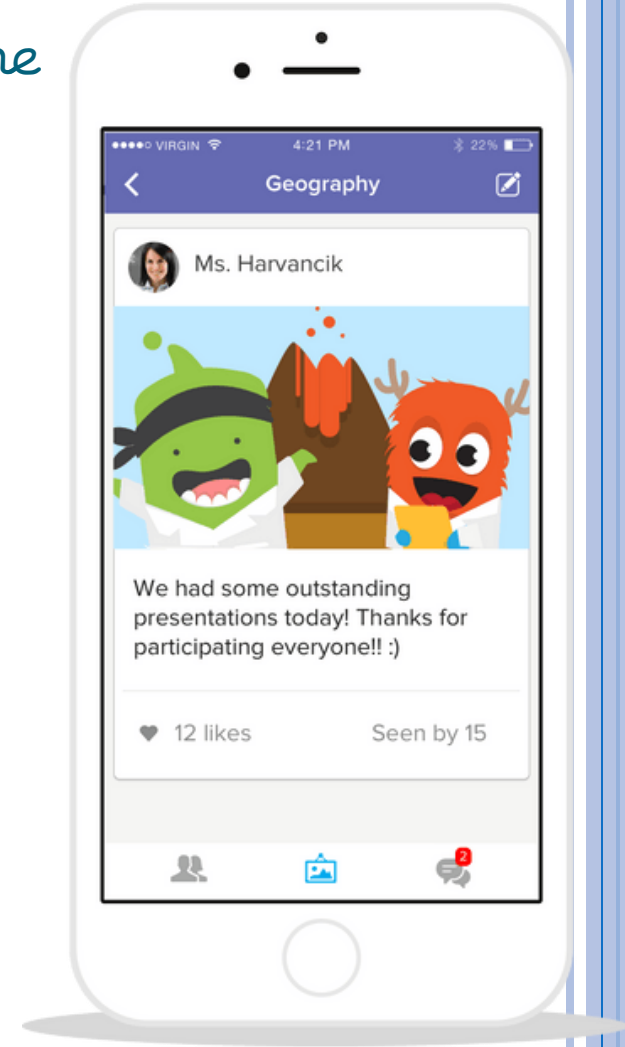 VIRGIN 4:21 PM 22%
Geography
Ms. Harvancik
We had some outstanding
presentations today! Thanks for
participating everyone!! :)
12 likes Seen by 15
2